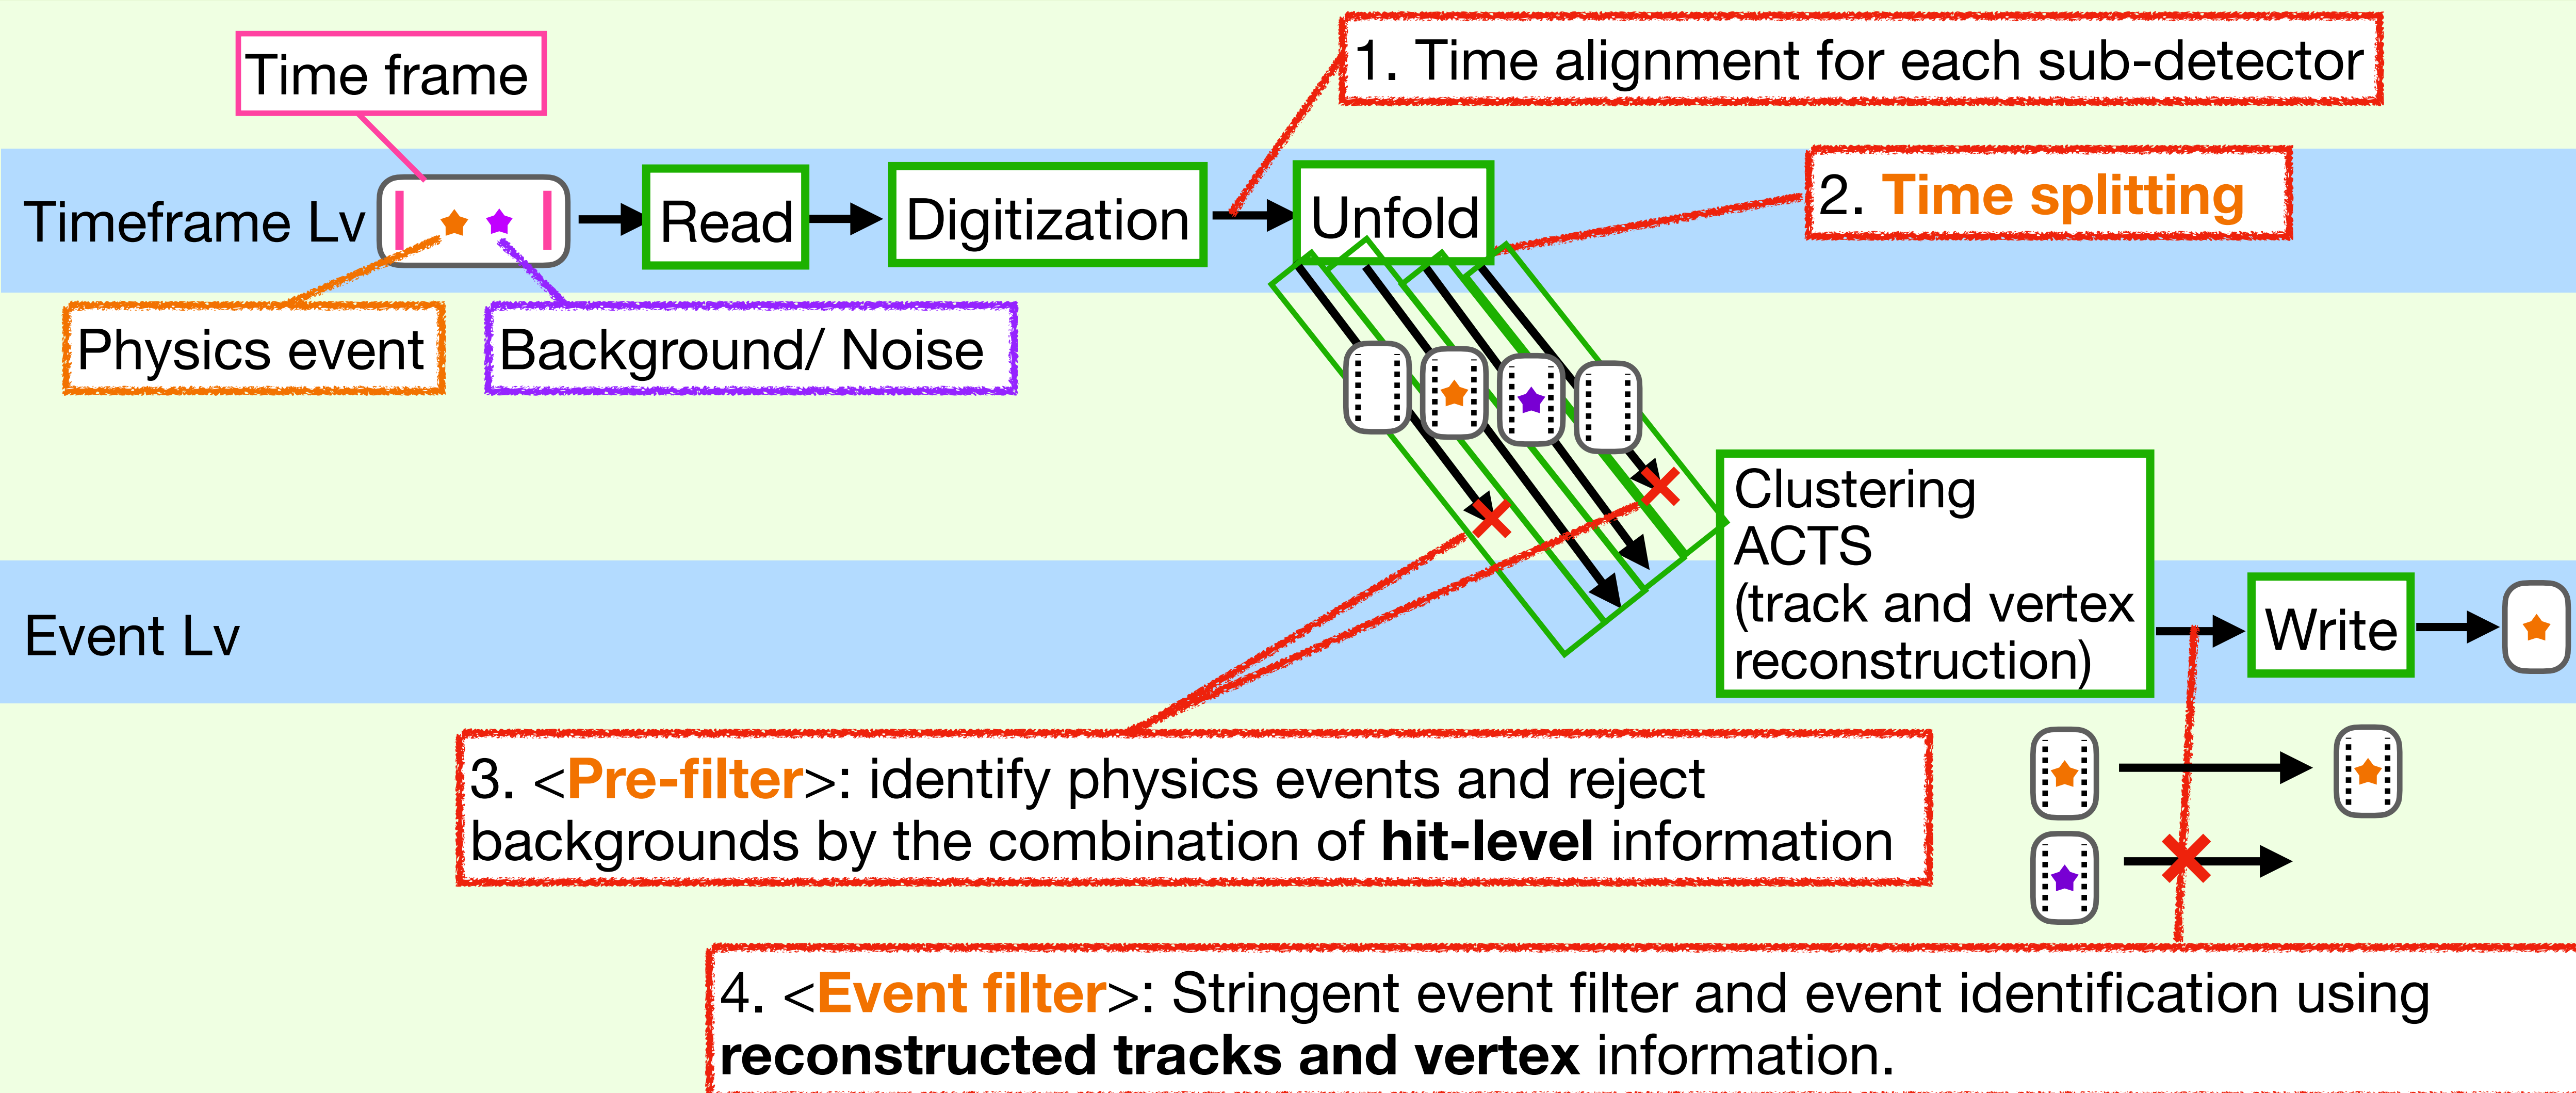 Time frame
1. Time alignment for each sub-detector
2. Time splitting
Timeframe Lv
Read
Digitization
Unfold
Physics event
Background/ Noise
Clustering
ACTS
(track and vertex
reconstruction)
Event Lv
Write
3. <Pre-filter>: identify physics events and reject
backgrounds by the combination of hit-level information
4. <Event filter>: Stringent event filter and event identification using
reconstructed tracks and vertex information.